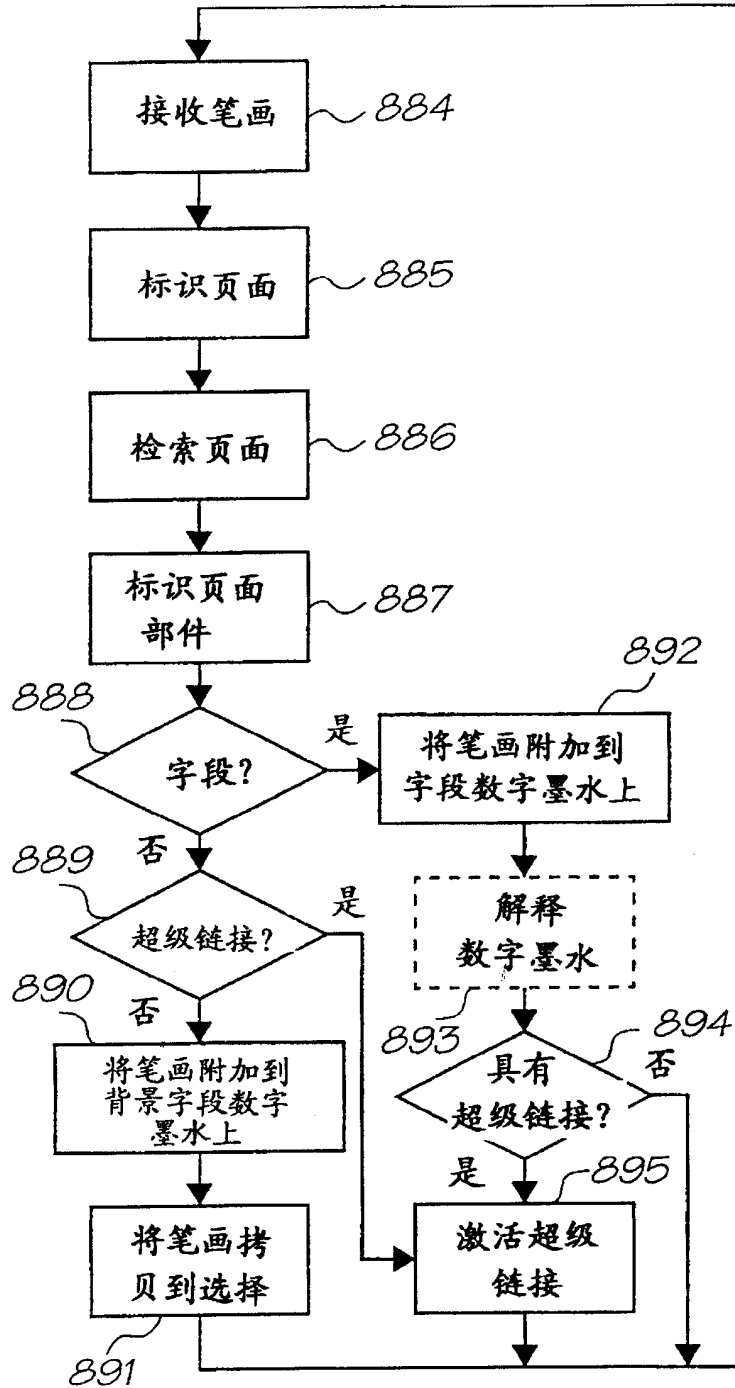 接收笔画
884
标识页面
885
检索页面
886
标识页面
部件
887
888
字段?
是
892
将笔画附加到
字段数字墨水上
否
889
超级链接?
是
解释
数字墨水
893
890
否
将笔画附加到
背景字段数字
墨水上
894
具有
超级链接?
否
是
895
将笔画拷
贝到选择
891
激活超级
链接